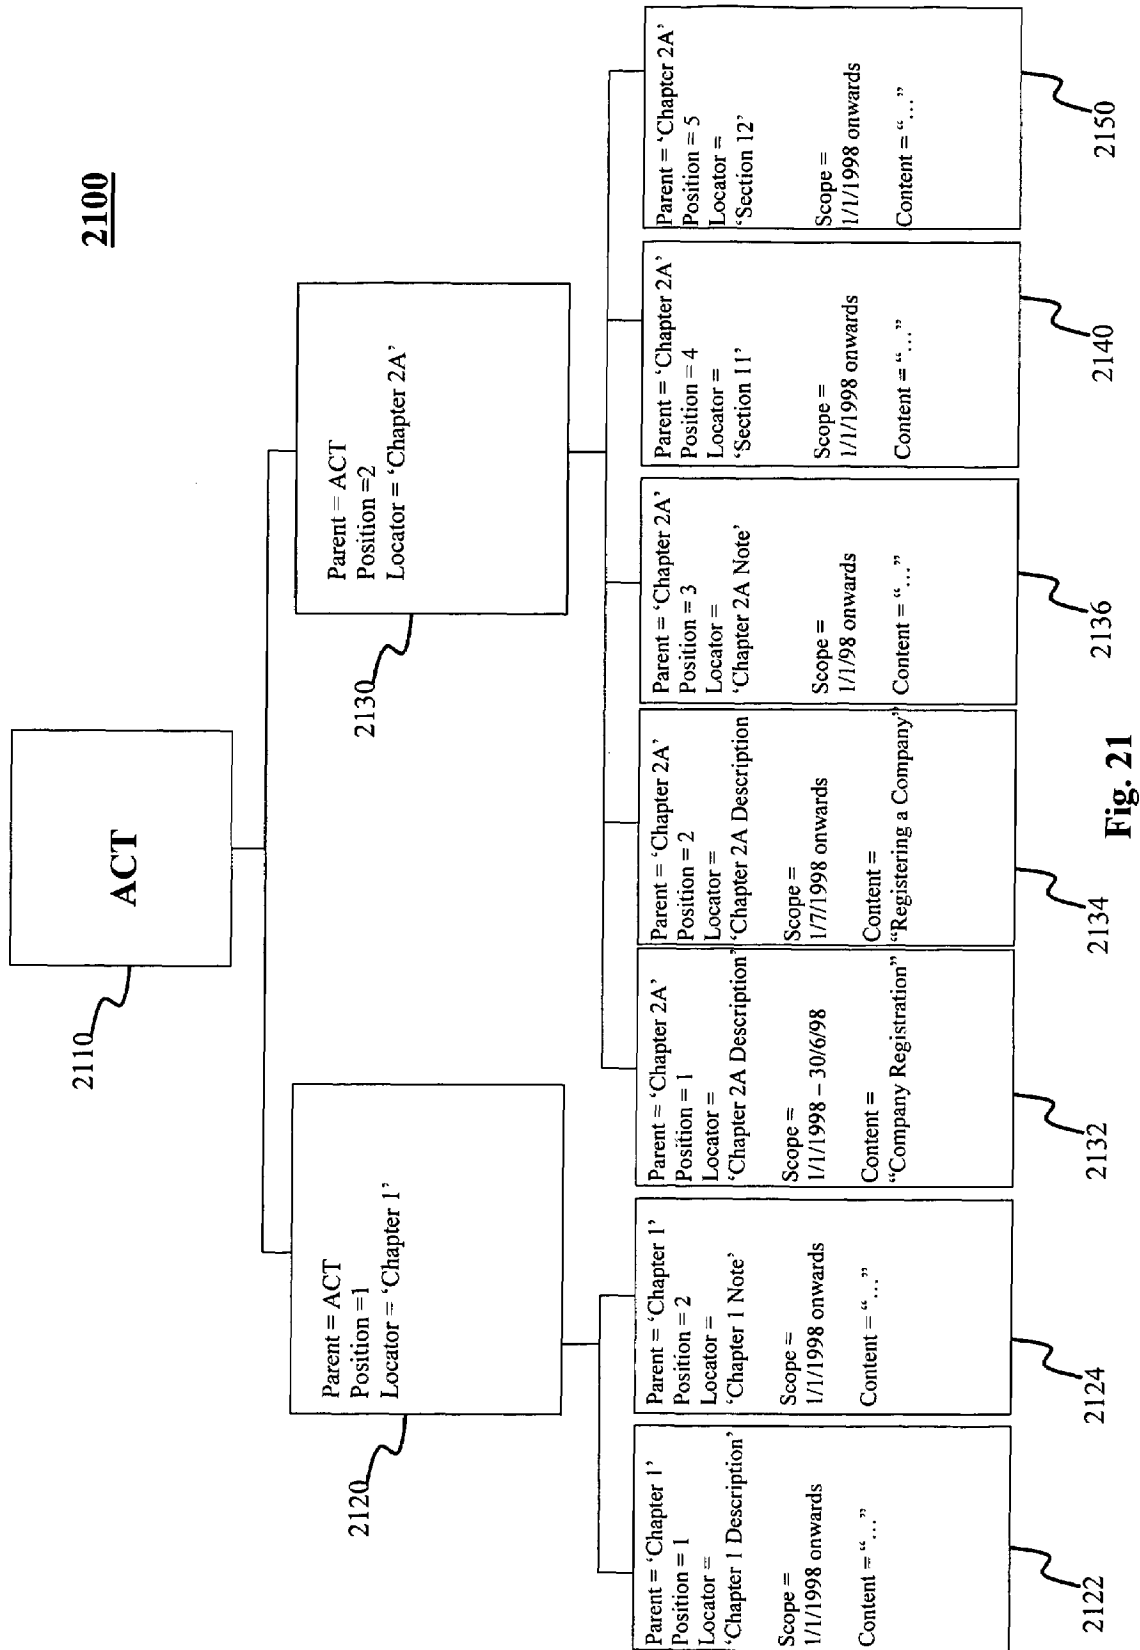 2100
ACT
2110
Parent = ACT
Position =1
Locator = ‘Chapter 1’
2120
Parent = ACT
Position =2
Locator = ‘Chapter 2A’
2130
Parent = ‘Chapter 1’
Position = 1
Locator =
‘Chapter 1 Description’
Scope =
1/1/1998 onwards
Content = “...”
2122
Parent = ‘Chapter 1’
Position = 2
Locator =
‘Chapter 1 Note’
Scope =
1/1/1998 onwards
Content = “...”
2124
Parent = ‘Chapter 2A’
Position = 1
Locator =
‘Chapter 2A Description’
Scope =
1/1/1998 – 30/6/98
Content =
“Company Registration”
2132
Parent = ‘Chapter 2A’
Position = 2
Locator =
‘Chapter 2A Description
Scope =
1/7/1998 onwards
Content =
“Registering a Company”
2134
Parent = ‘Chapter 2A’
Position = 3
Locator =
‘Chapter 2A Note’
Scope =
1/1/98 onwards
Content = “...”
2136
Parent = ‘Chapter 2A’
Position = 4
Locator =
‘Section 11’
Scope =
1/1/1998 onwards
Content = “...”
2140
Parent = ‘Chapter 2A’
Position = 5
Locator =
‘Section 12’
Scope =
1/1/1998 onwards
Content = “...”
2150
Fig. 21